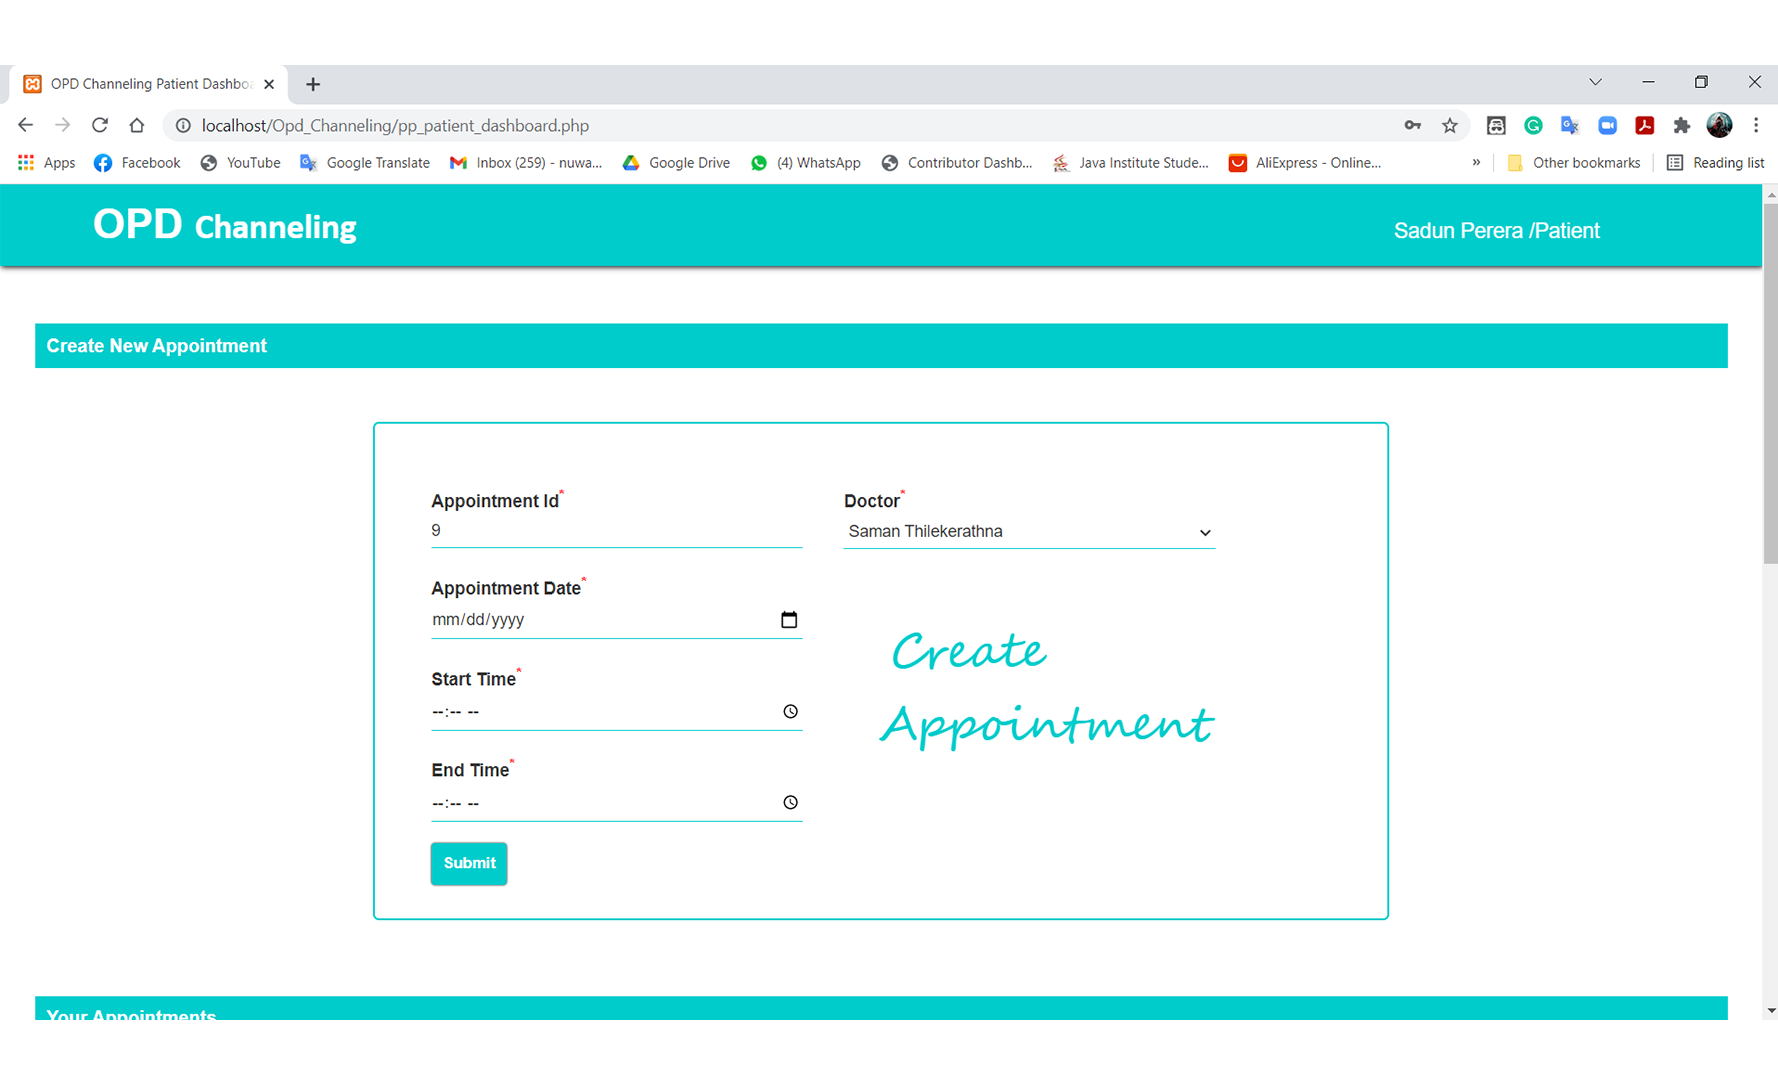 OPD Channeling Patient Dashboa
localhost/Opd_Channeling/pp_patient_dashboard.php
Apps Facebook YouTube Google Translate Inbox (259) - nuwa... Google Drive (4) WhatsApp Contributor Dashb... Java Institute Stude... AliExpress - Online... » Other bookmarks Reading list
OPD Channeling
Sadun Perera /Patient
Create New Appointment
Appointment Id*
9
Doctor*
Saman Thilekerathna
Appointment Date*
mm/dd/yyyy
Start Time*
--:-- --
End Time*
--:-- --
Create
Appointment
Submit
Your Appointments